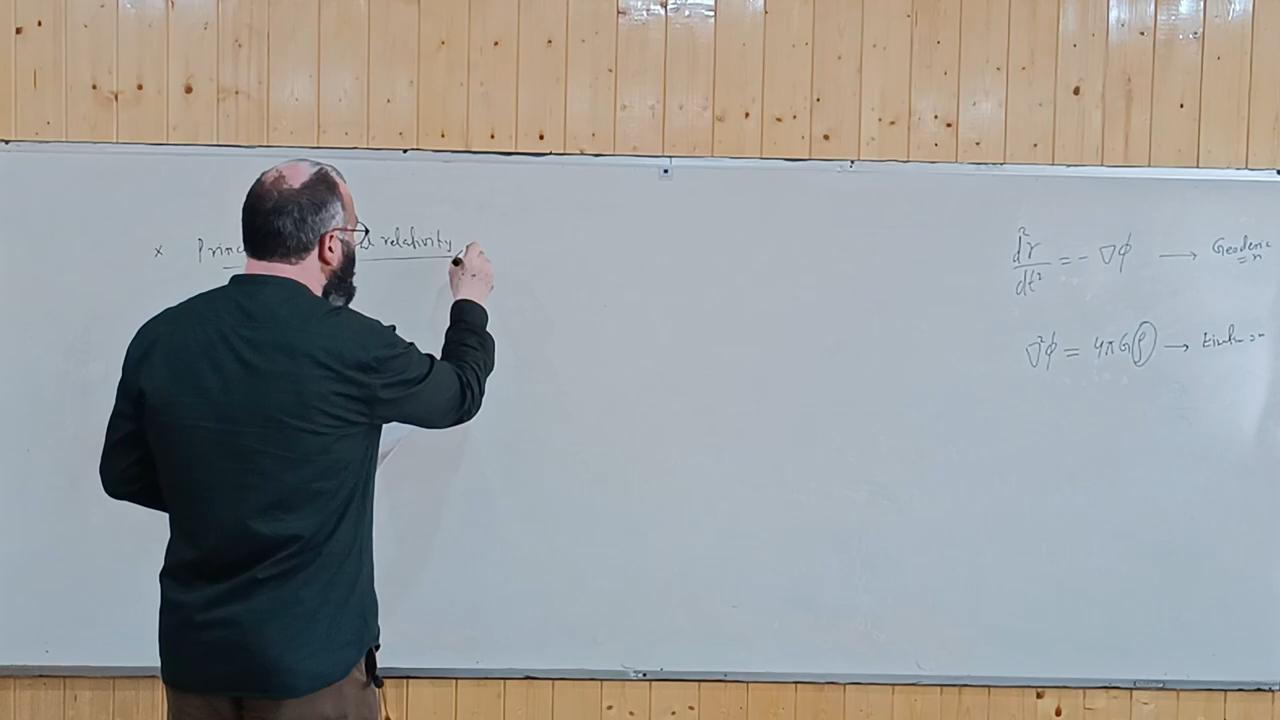 × Princ relativity
d²r/dt² = - ∇φ → Geodesic =n
∇²φ = 4πGρ →